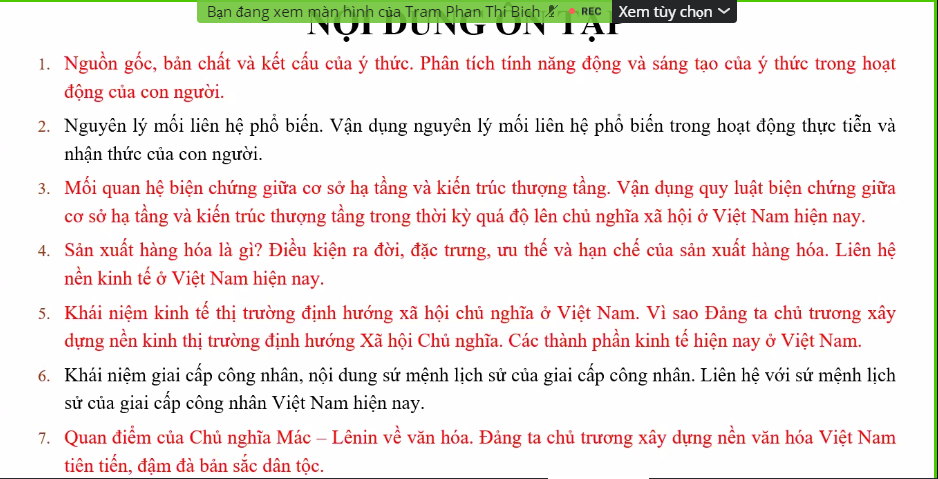 Bạn đang xem màn hình của Tram Phan Thi Bich
REC
Xem tùy chọn
NỘI DUNG ÔN TẬP
1. Nguồn gốc, bản chất và kết cấu của ý thức. Phân tích tính năng động và sáng tạo của ý thức trong hoạt
động của con người.
2. Nguyên lý mối liên hệ phổ biến. Vận dụng nguyên lý mối liên hệ phổ biến trong hoạt động thực tiễn và
nhận thức của con người.
3. Mối quan hệ biện chứng giữa cơ sở hạ tầng và kiến trúc thượng tầng. Vận dụng quy luật biện chứng giữa
cơ sở hạ tầng và kiến trúc thượng tầng trong thời kỳ quá độ lên chủ nghĩa xã hội ở Việt Nam hiện nay.
4. Sản xuất hàng hóa là gì? Điều kiện ra đời, đặc trưng, ưu thế và hạn chế của sản xuất hàng hóa. Liên hệ
nền kinh tế ở Việt Nam hiện nay.
5. Khái niệm kinh tế thị trường định hướng xã hội chủ nghĩa ở Việt Nam. Vì sao Đảng ta chủ trương xây
dựng nền kinh thị trường định hướng Xã hội Chủ nghĩa. Các thành phần kinh tế hiện nay ở Việt Nam.
6. Khái niệm giai cấp công nhân, nội dung sứ mệnh lịch sử của giai cấp công nhân. Liên hệ với sứ mệnh lịch
sử của giai cấp công nhân Việt Nam hiện nay.
7. Quan điểm của Chủ nghĩa Mác – Lênin về văn hóa. Đảng ta chủ trương xây dựng nền văn hóa Việt Nam
tiên tiến, đậm đà bản sắc dân tộc.